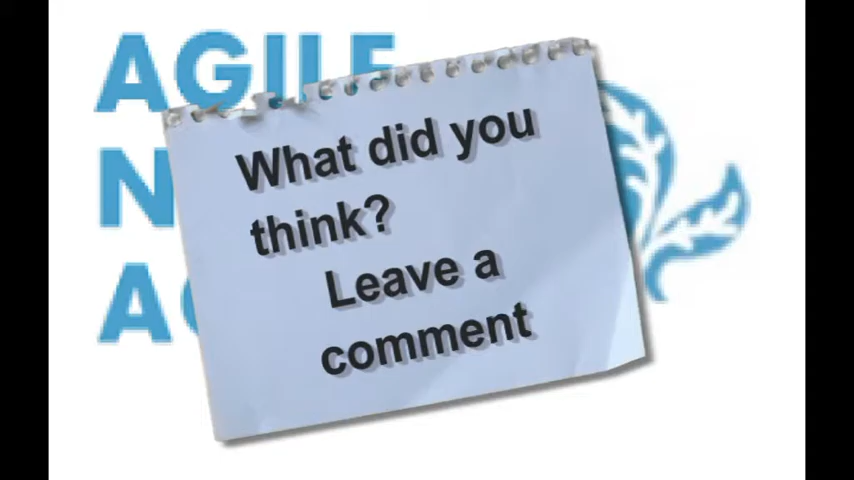 AGILE
N
A
What did you
think?
Leave a
comment